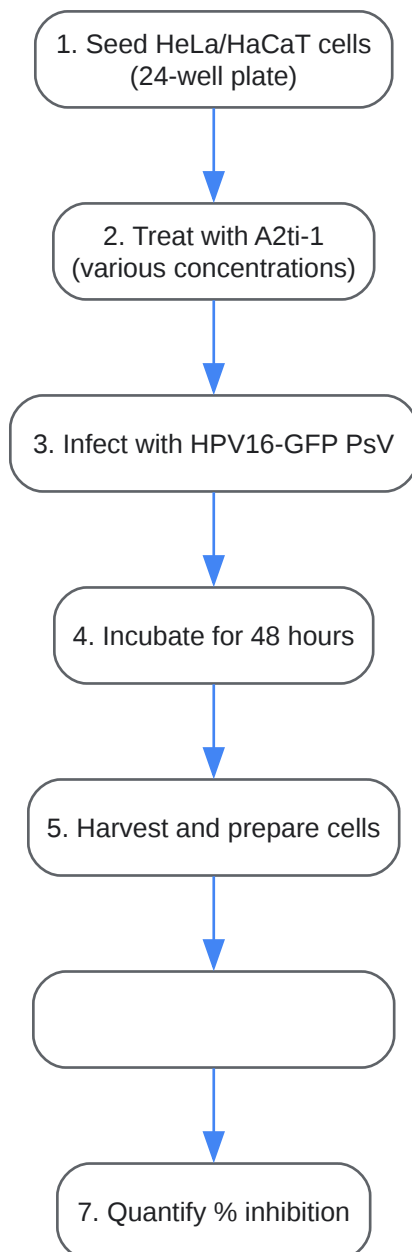 1. Seed HeLa/HaCaT cells
(24-well plate)
2. Treat with A2ti-1
(various concentrations)
3. Infect with HPV16-GFP PsV
4. Incubate for 48 hours
5. Harvest and prepare cells
7. Quantify % inhibition